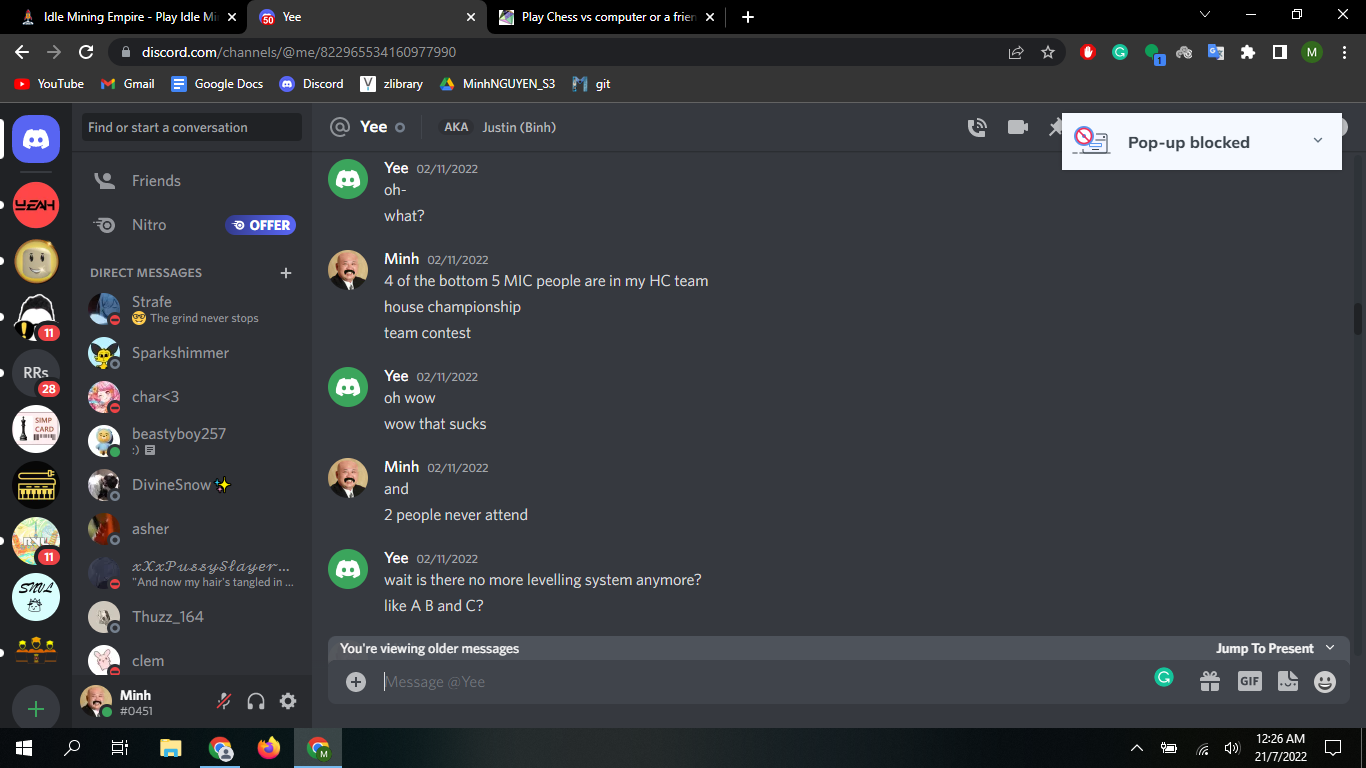 Idle Mining Empire - Play Idle Mi
50
Yee
Play Chess vs computer or a frien
discord.com/channels/@me/822965534160977990
1
M
YouTube
Gmail
Google Docs
Discord
zlibrary
MinhNGUYEN_S3
git
Find or start a conversation
Friends
Nitro
OFFER
DIRECT MESSAGES
Strafe
The grind never stops
Sparkshimmer
char<3
beastyboy257
:)
DivineSnow✨
asher
𝓍𝒳𝓍𝒫𝓊𝓈𝓈𝓎𝒮𝓁𝒶𝓎𝑒𝓇...
"And now my hair's tangled in ...
Thuzz_164
clem
Minh
#0451
YEAH
11
RRs
28
SIMP
CARD
11
SNVL
@ Yee
AKA
Justin (Binh)
Pop-up blocked
Yee 02/11/2022
oh-
what?
Minh 02/11/2022
4 of the bottom 5 MIC people are in my HC team
house championship
team contest
Yee 02/11/2022
oh wow
wow that sucks
Minh 02/11/2022
and
2 people never attend
Yee 02/11/2022
wait is there no more levelling system anymore?
like A B and C?
You're viewing older messages
Jump To Present
Message @Yee
GIF
12:26 AM
21/7/2022